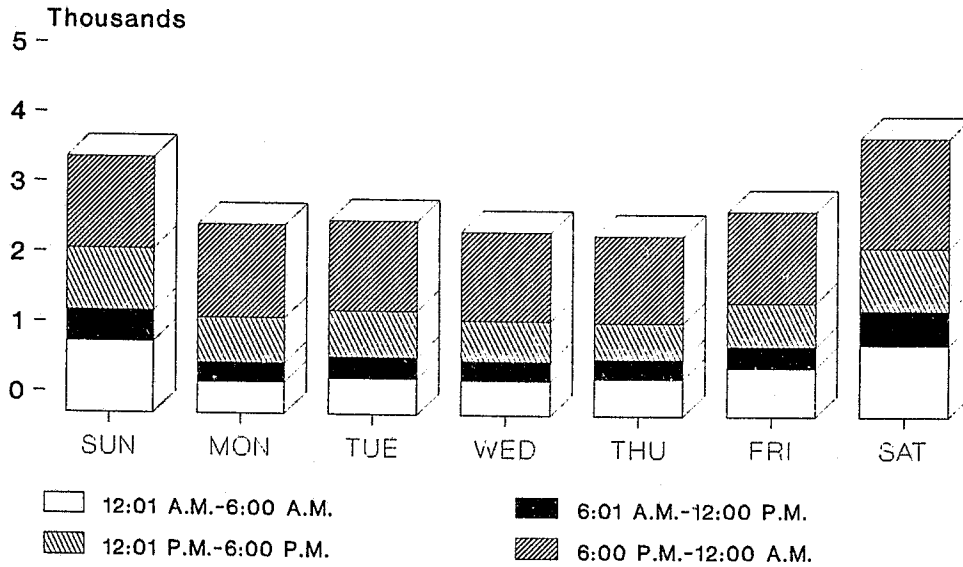 Thousands
5
4
3
2
1
0
SUN MON TUE WED THU FRI SAT
12:01 A.M.-6:00 A.M. 6:01 A.M.-12:00 P.M.
12:01 P.M.-6:00 P.M. 6:00 P.M.-12:00 A.M.